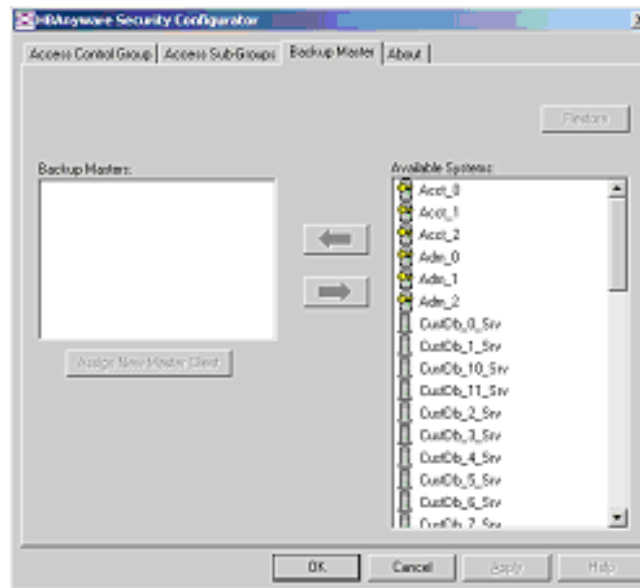 HBAnyware Security Configurator
Access Control Group Access Sub-Groups Backup Master About
Restore
Backup Masters:
Available Systems:
Acct_0
Acct_1
Acct_2
Adm_0
Adm_1
Adm_2
CustDb_0_Srv
CustDb_1_Srv
CustDb_10_Srv
CustDb_11_Srv
CustDb_2_Srv
CustDb_3_Srv
CustDb_4_Srv
CustDb_5_Srv
CustDb_6_Srv
CustDb_7_Srv
Assign New Master Client
OK Cancel Apply Help